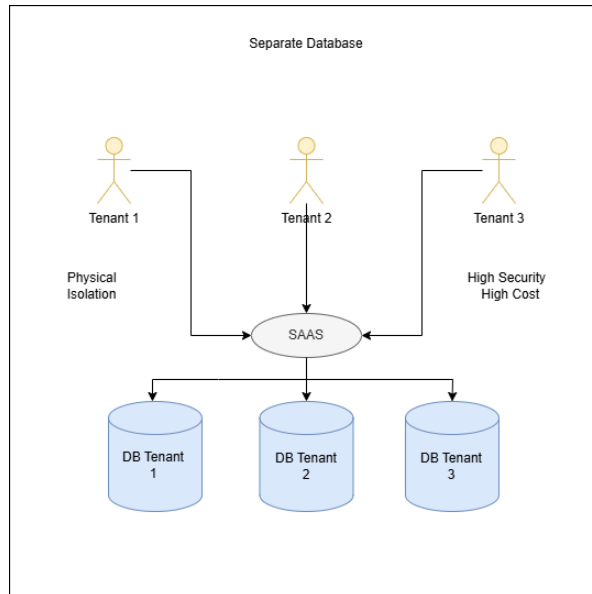 Separate Database
Tenant 1
Tenant 2
Tenant 3
Physical
Isolation
High Security
High Cost
SAAS
DB Tenant
1
DB Tenant
2
DB Tenant
3